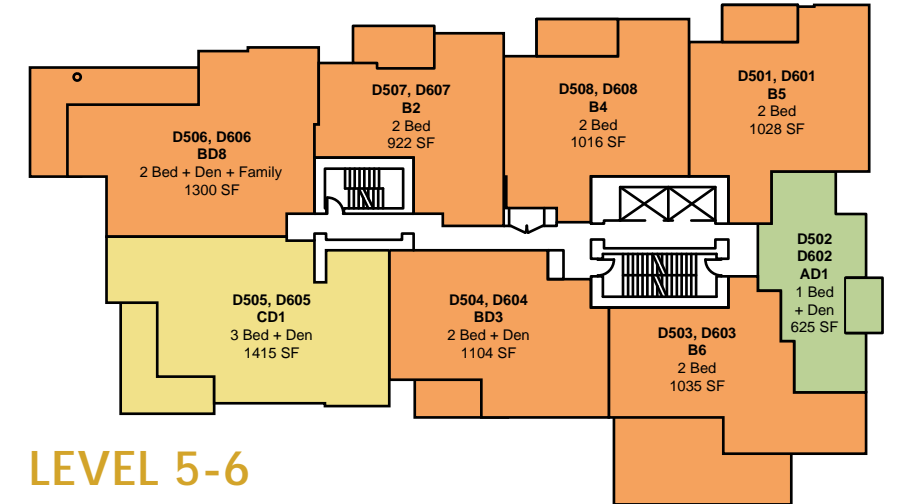 D507, D607
B2
2 Bed
922 SF
D508, D608
B4
2 Bed
1016 SF
D501, D601
B5
2 Bed
1028 SF
D506, D606
BD8
2 Bed + Den + Family
1300 SF
D502
D602
AD1
1 Bed
+ Den
625 SF
D505, D605
CD1
3 Bed + Den
1415 SF
D504, D604
BD3
2 Bed + Den
1104 SF
D503, D603
B6
2 Bed
1035 SF
LEVEL 5-6